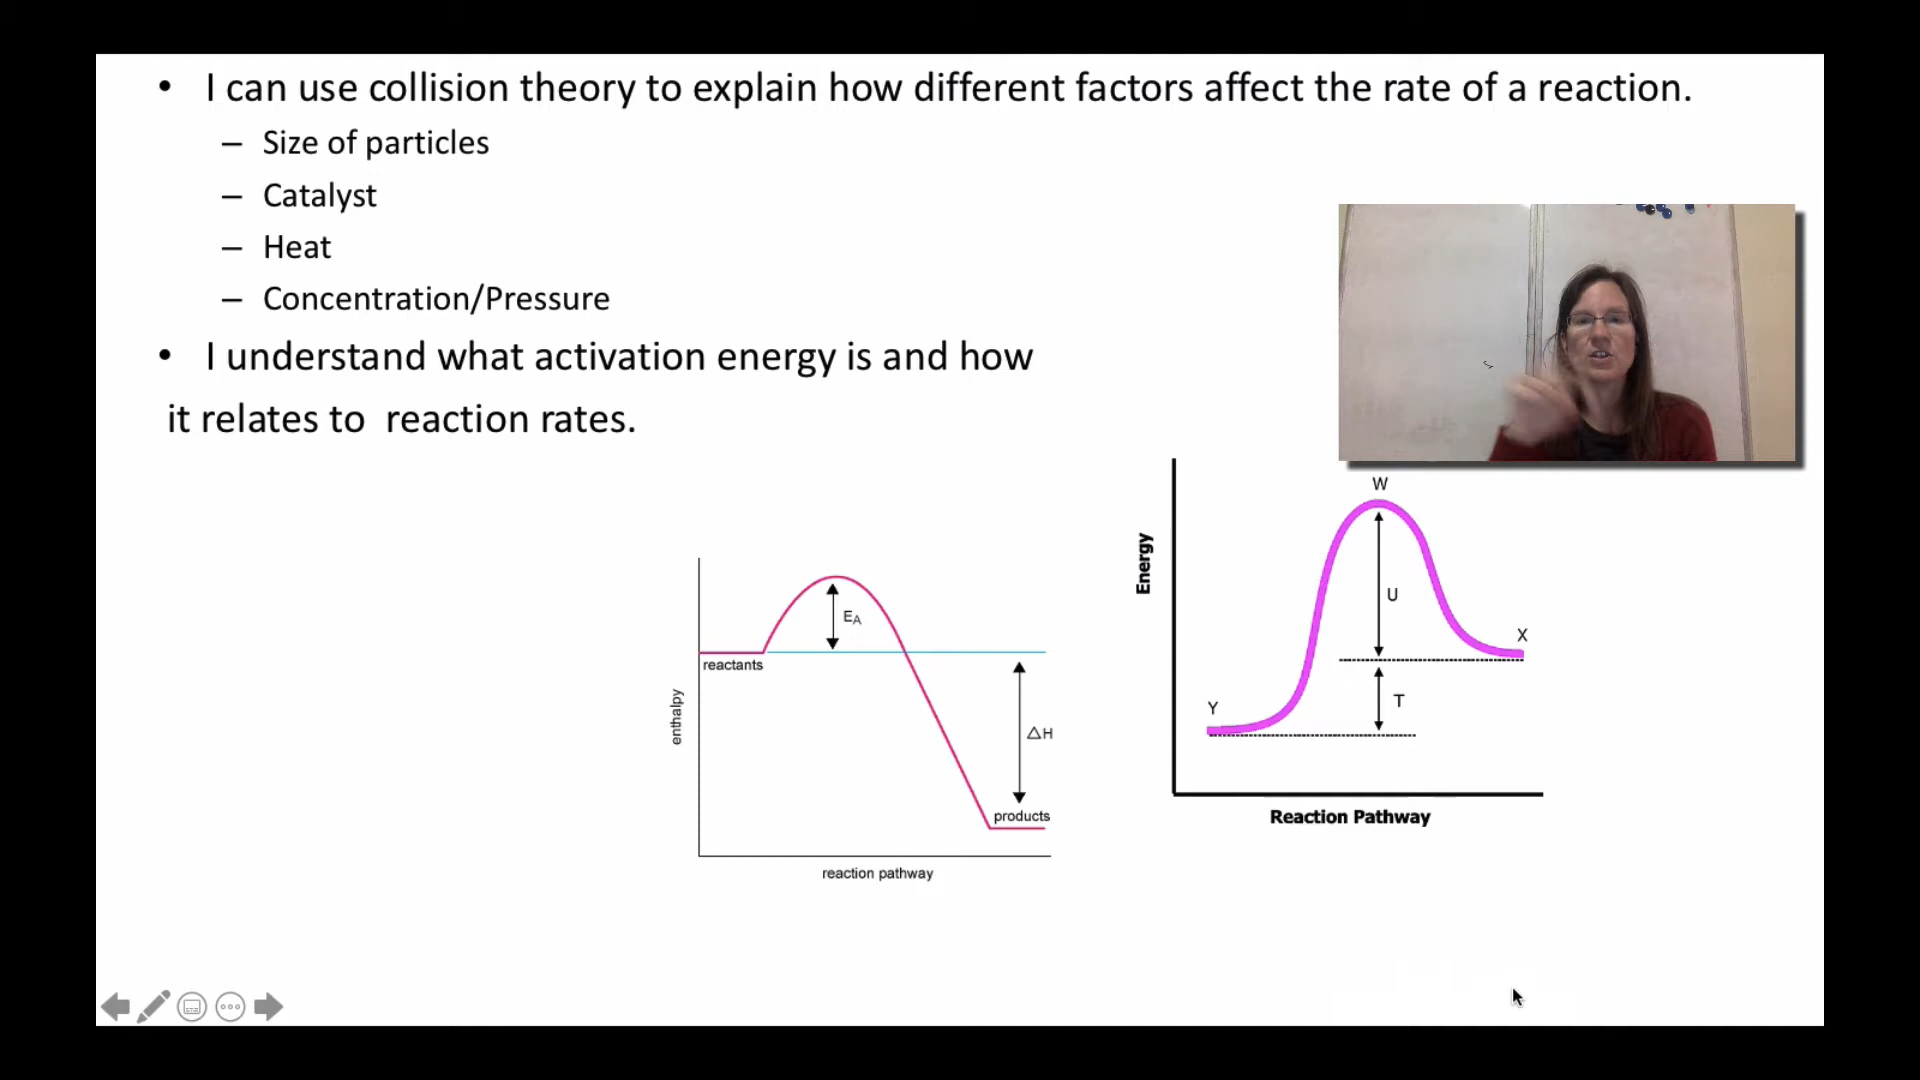 • I can use collision theory to explain how different factors affect the rate of a reaction.
– Size of particles
– Catalyst
– Heat
– Concentration/Pressure
• I understand what activation energy is and how
it relates to reaction rates.
EA
reactants
enthalpy
△H
products
reaction pathway
W
Energy
U
X
Y
T
Reaction Pathway